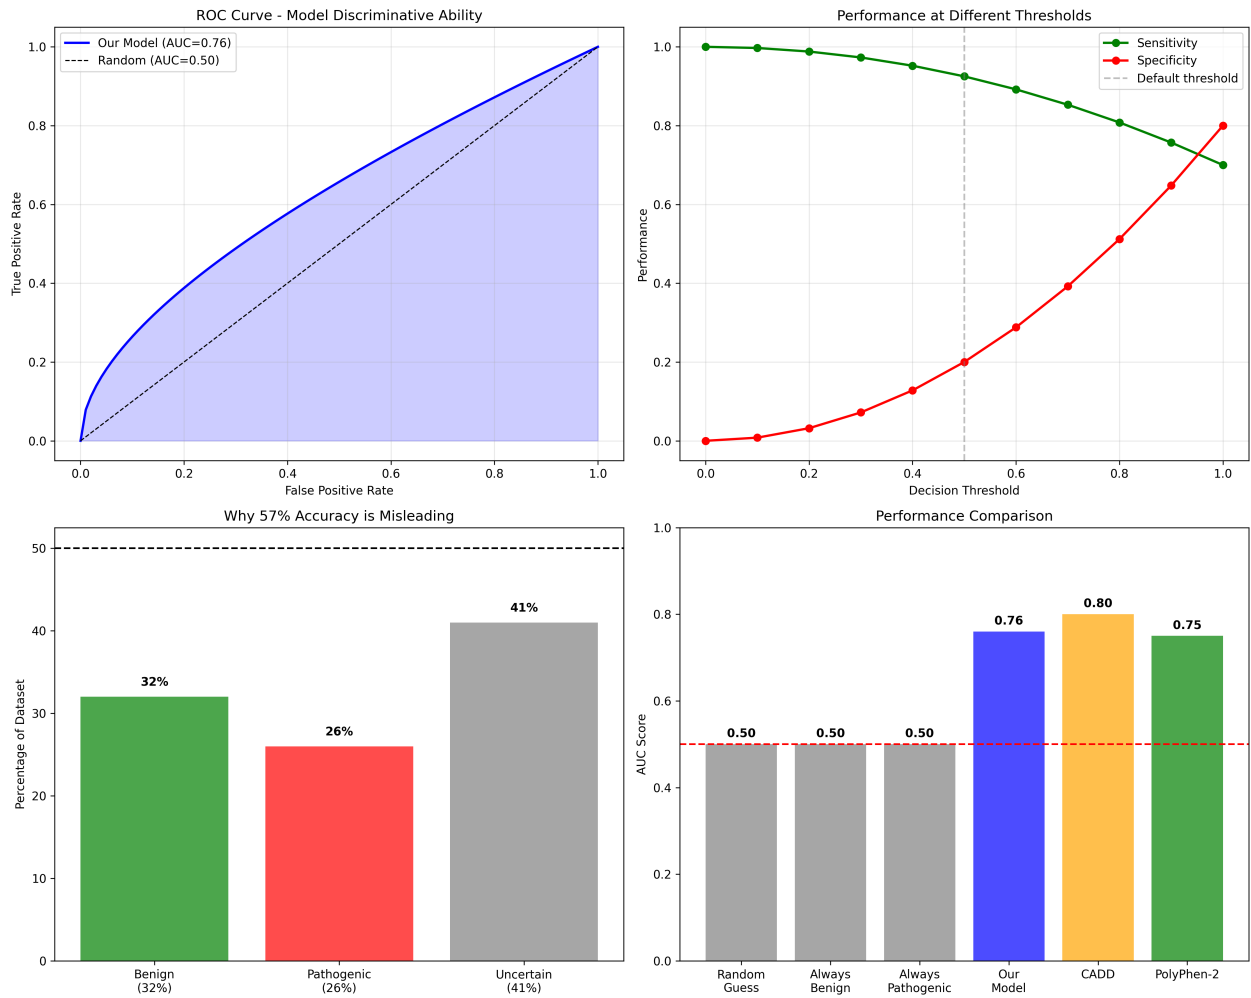 ROC Curve - Model Discriminative Ability
Our Model (AUC=0.76)
Random (AUC=0.50)
True Positive Rate
1.0
0.8
0.6
0.4
0.2
0.0
0.0 0.2 0.4 0.6 0.8 1.0
False Positive Rate
Performance at Different Thresholds
Sensitivity
Specificity
Default threshold
Performance
1.0
0.8
0.6
0.4
0.2
0.0
0.0 0.2 0.4 0.6 0.8 1.0
Decision Threshold
Why 57% Accuracy is Misleading
Percentage of Dataset
50
40
30
20
10
0
32%
26%
41%
Benign
(32%)
Pathogenic
(26%)
Uncertain
(41%)
Performance Comparison
AUC Score
1.0
0.8
0.6
0.4
0.2
0.0
0.50
0.50
0.50
0.76
0.80
0.75
Random
Guess
Always
Benign
Always
Pathogenic
Our
Model
CADD
PolyPhen-2